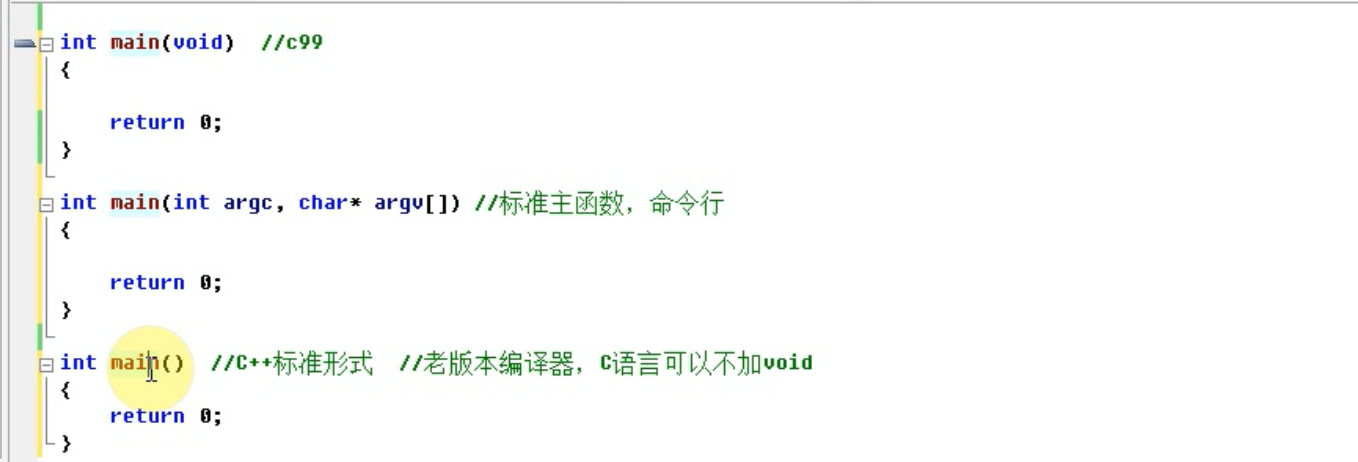 int main(void)  //c99
{
return 0;
}
int main(int argc, char* argv[]) //标准主函数，命令行
{
return 0;
}
int main()  //C++标准形式  //老版本编译器，C语言可以不加void
{
return 0;
}